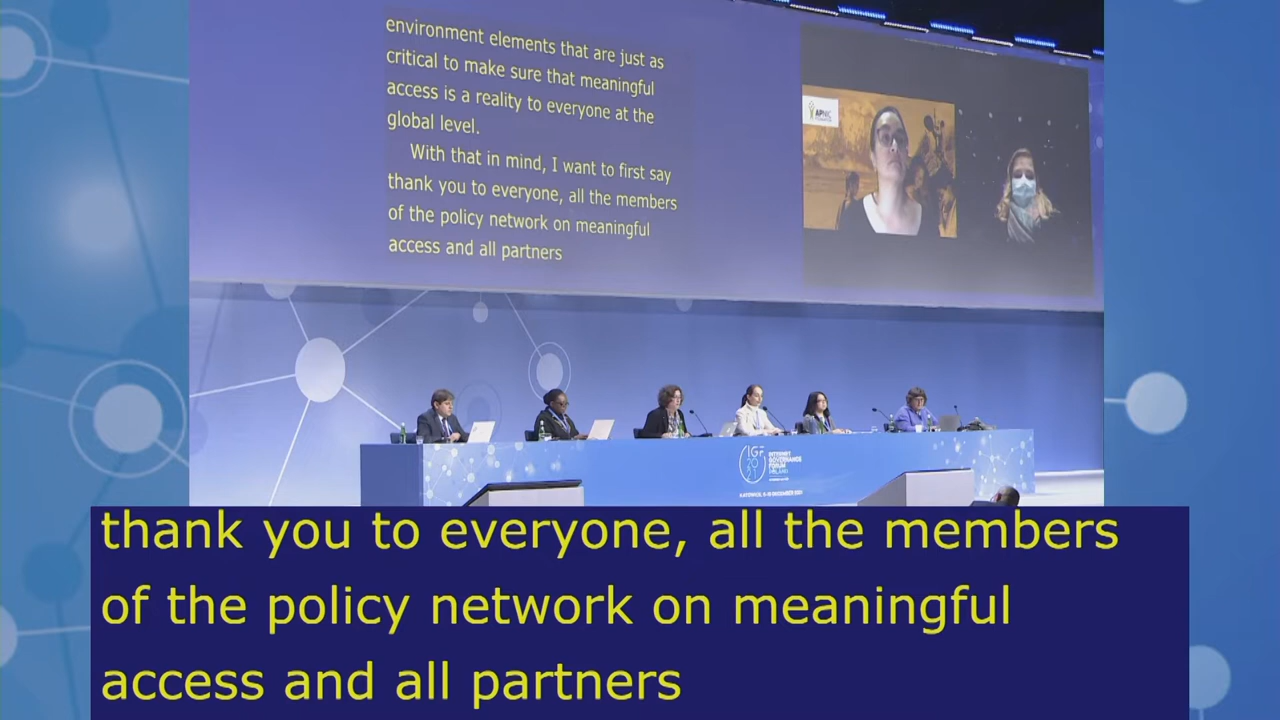 environment elements that are just as
critical to make sure that meaningful
access is a reality to everyone at the
global level.
With that in mind, I want to first say
thank you to everyone, all the members
of the policy network on meaningful
access and all partners
APNIC
IGF
INTERNET
GOVERNANCE
FORUM
thank you to everyone, all the members
of the policy network on meaningful
access and all partners